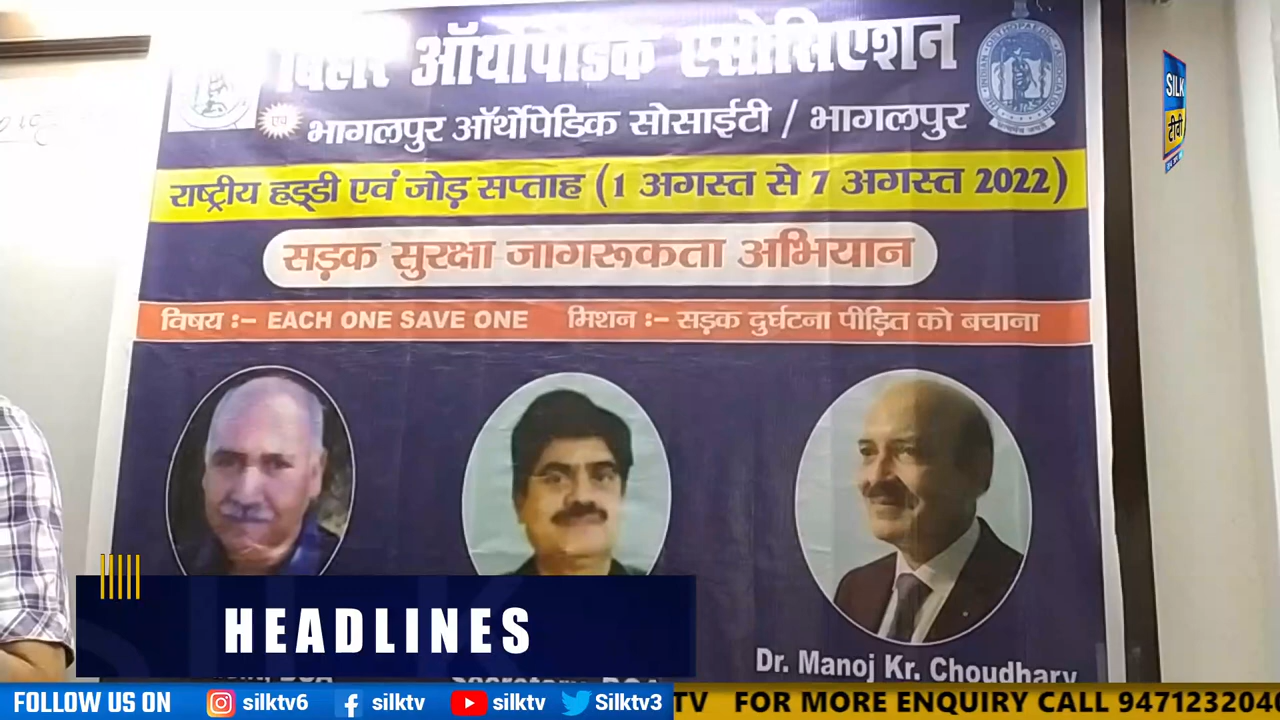 बिहार ऑर्थोपेडिक एसोसिएशन
एवं भागलपुर ऑर्थोपेडिक सोसाईटी / भागलपुर
राष्ट्रीय हड्डी एवं जोड़ सप्ताह (1 अगस्त से 7 अगस्त 2022)
सड़क सुरक्षा जागरूकता अभियान
विषय :– EACH ONE SAVE ONE मिशन :– सड़क दुर्घटना पीड़ित को बचाना
SILK
टीवी
HEADLINES
Dr. Manoj Kr. Choudhary
FOLLOW US ON silktv6 silktv silktv Silktv3 TV FOR MORE ENQUIRY CALL 947123204